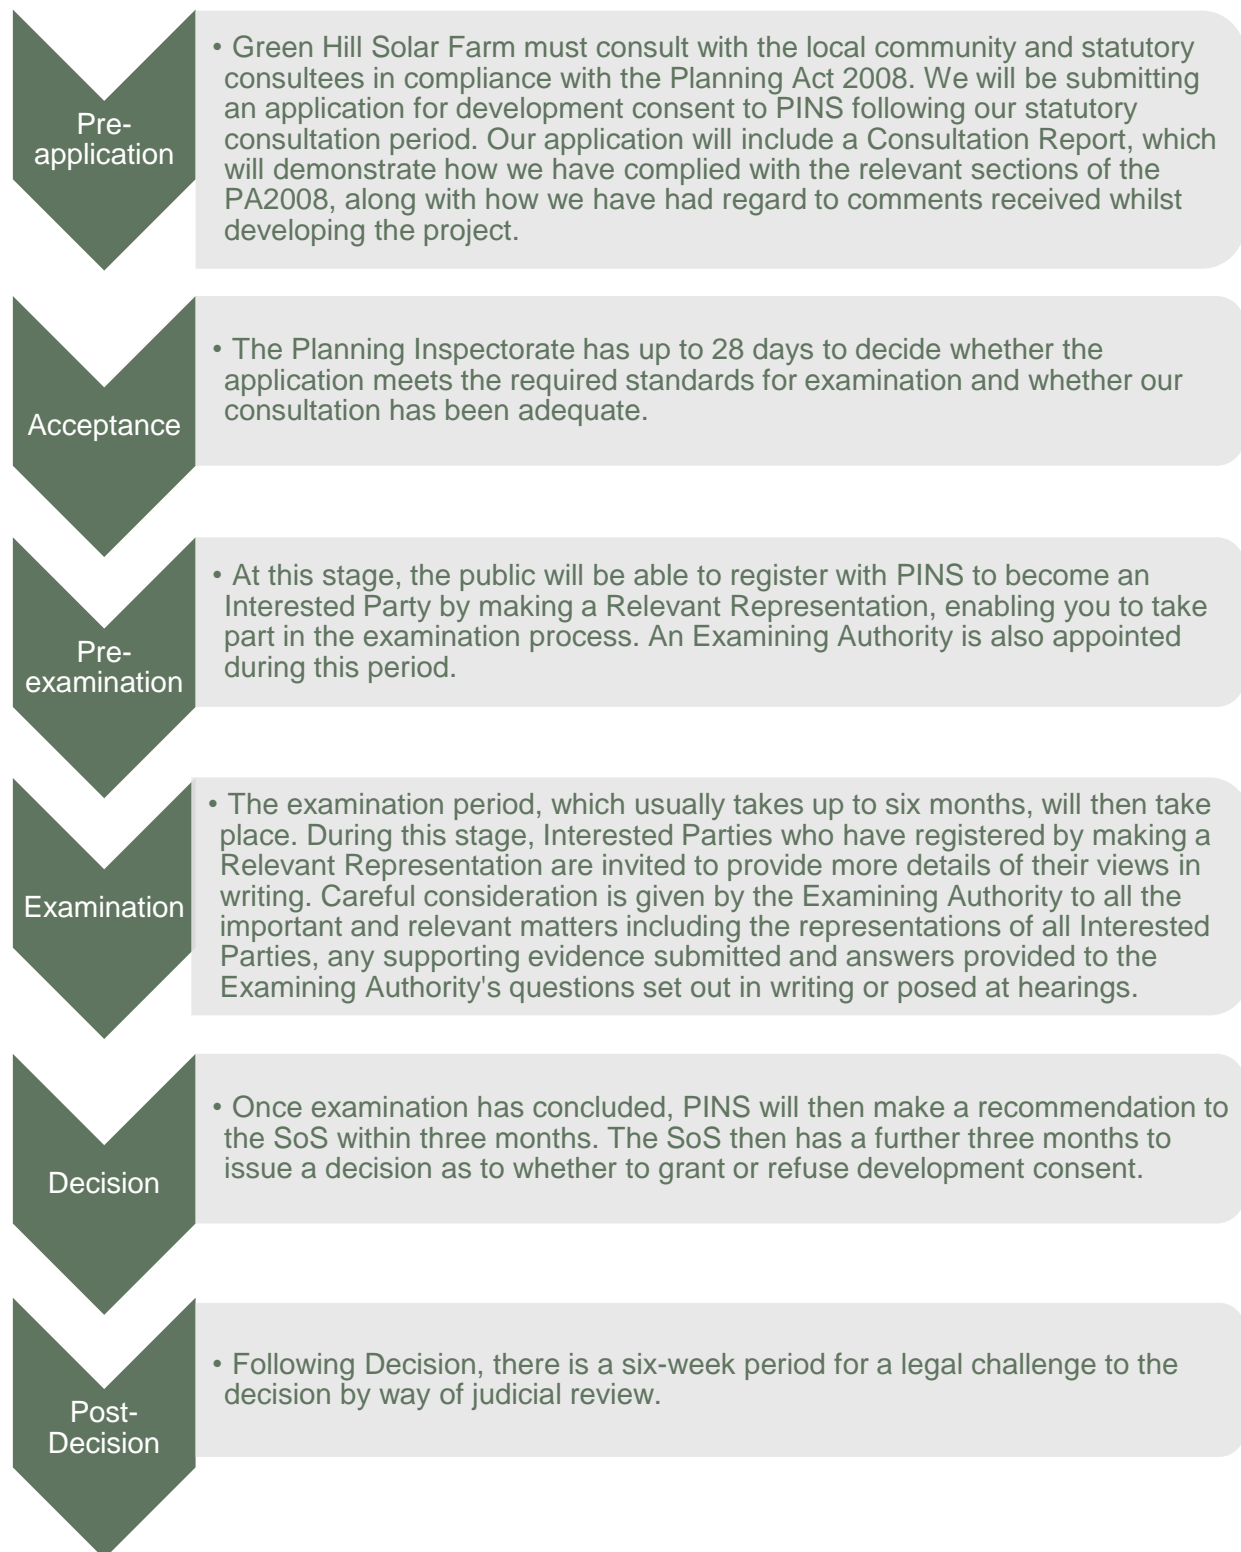 Pre-
application
• Green Hill Solar Farm must consult with the local community and statutory
consultees in compliance with the Planning Act 2008. We will be submitting
an application for development consent to PINS following our statutory
consultation period. Our application will include a Consultation Report, which
will demonstrate how we have complied with the relevant sections of the
PA2008, along with how we have had regard to comments received whilst
developing the project.
Acceptance
• The Planning Inspectorate has up to 28 days to decide whether the
application meets the required standards for examination and whether our
consultation has been adequate.
Pre-
examination
• At this stage, the public will be able to register with PINS to become an
Interested Party by making a Relevant Representation, enabling you to take
part in the examination process. An Examining Authority is also appointed
during this period.
Examination
• The examination period, which usually takes up to six months, will then take
place. During this stage, Interested Parties who have registered by making a
Relevant Representation are invited to provide more details of their views in
writing. Careful consideration is given by the Examining Authority to all the
important and relevant matters including the representations of all Interested
Parties, any supporting evidence submitted and answers provided to the
Examining Authority's questions set out in writing or posed at hearings.
Decision
• Once examination has concluded, PINS will then make a recommendation to
the SoS within three months. The SoS then has a further three months to
issue a decision as to whether to grant or refuse development consent.
Post-
Decision
• Following Decision, there is a six-week period for a legal challenge to the
decision by way of judicial review.